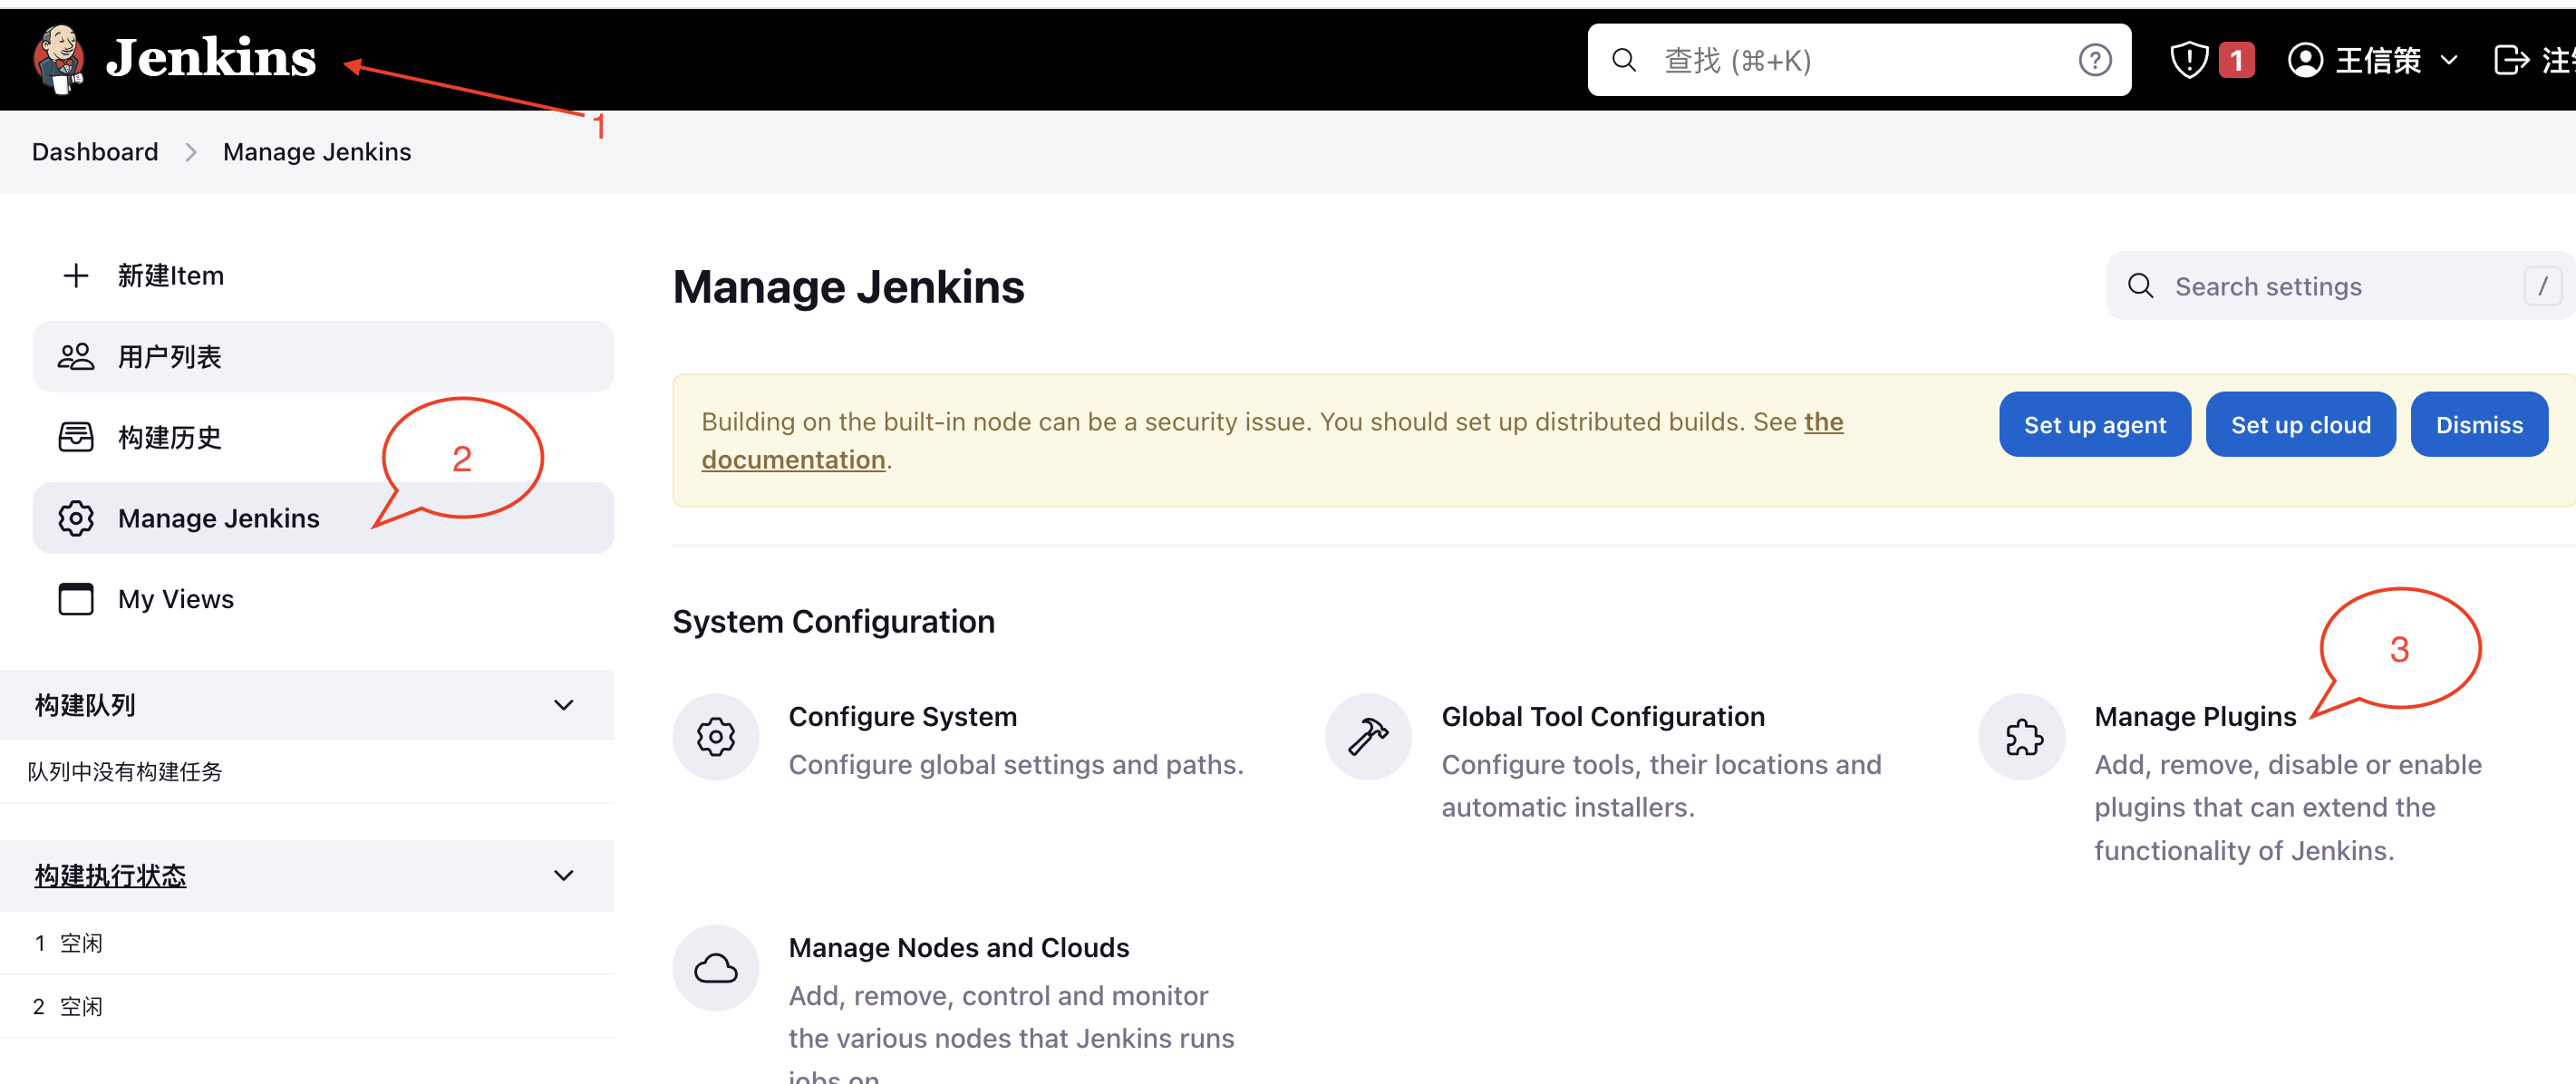 Jenkins
查找 (⌘+K)
1
王信策
1
Dashboard
Manage Jenkins
新建Item
用户列表
构建历史
2
Manage Jenkins
My Views
构建队列
队列中没有构建任务
构建执行状态
1 空闲
2 空闲
Manage Jenkins
Search settings
/
Building on the built-in node can be a security issue. You should set up distributed builds. See the
documentation.
Set up agent
Set up cloud
Dismiss
System Configuration
3
Configure System
Configure global settings and paths.
Global Tool Configuration
Configure tools, their locations and
automatic installers.
Manage Plugins
Add, remove, disable or enable
plugins that can extend the
functionality of Jenkins.
Manage Nodes and Clouds
Add, remove, control and monitor
the various nodes that Jenkins runs
jobs on.